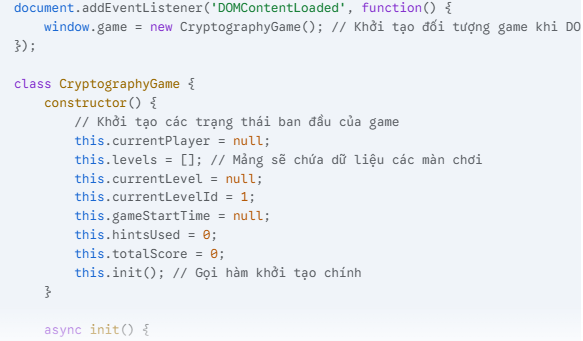 document.addEventListener('DOMContentLoaded', function() {
    window.game = new CryptographyGame(); // Khởi tạo đối tượng game khi DO
});

class CryptographyGame {
    constructor() {
        // Khởi tạo các trạng thái ban đầu của game
        this.currentPlayer = null;
        this.levels = []; // Mảng sẽ chứa dữ liệu các màn chơi
        this.currentLevel = null;
        this.currentLevelId = 1;
        this.gameStartTime = null;
        this.hintsUsed = 0;
        this.totalScore = 0;
        this.init(); // Gọi hàm khởi tạo chính
    }

    async init() {